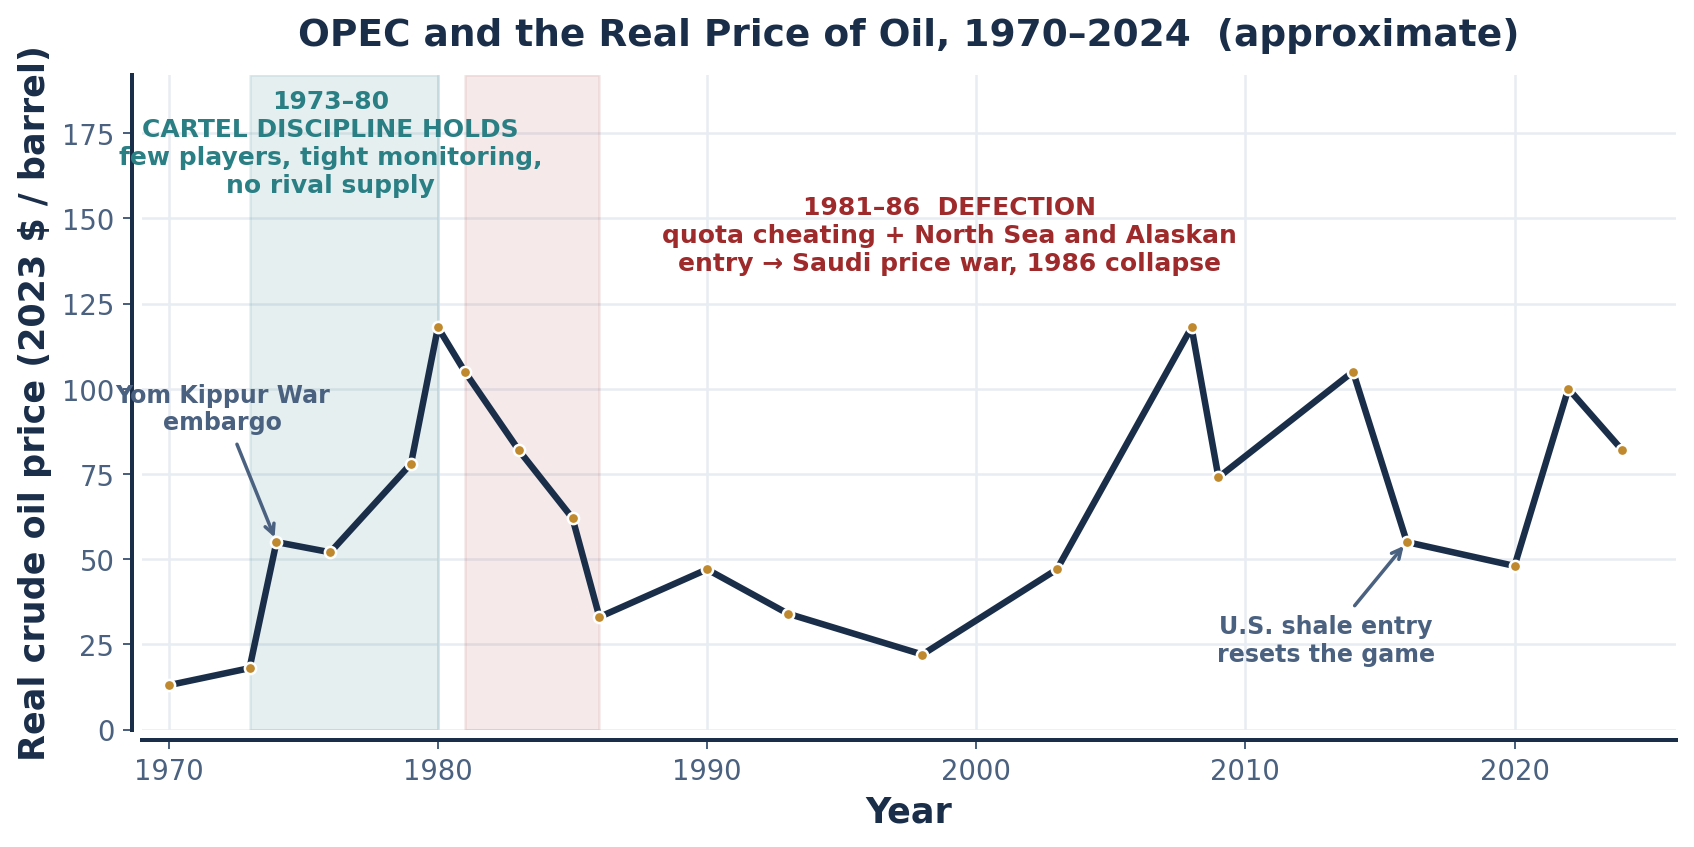 OPEC and the Real Price of Oil, 1970–2024 (approximate)
Real crude oil price (2023 $ / barrel)
175
150
125
100
75
50
25
0
1973–80
CARTEL DISCIPLINE HOLDS
few players, tight monitoring,
no rival supply
1981–86 DEFECTION
quota cheating + North Sea and Alaskan
entry → Saudi price war, 1986 collapse
Yom Kippur War
embargo
U.S. shale entry
resets the game
1970
1980
1990
2000
2010
2020
Year